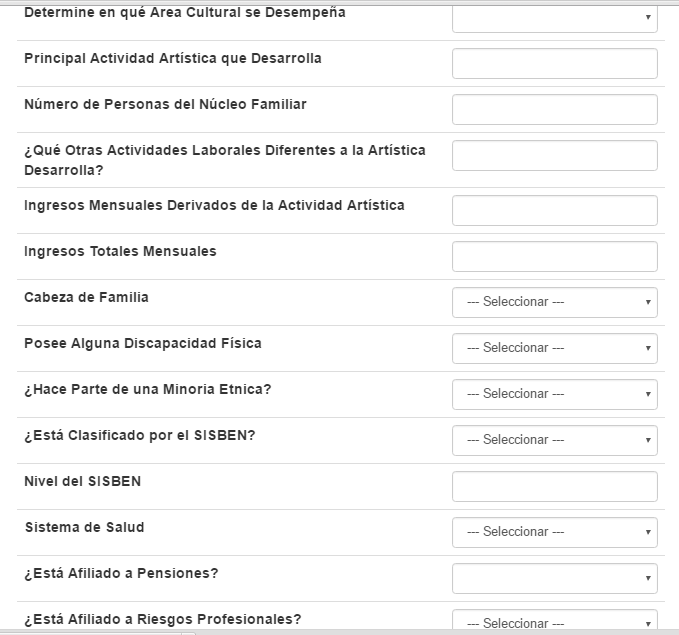 Determine en qué Area Cultural se Desempeña
Principal Actividad Artística que Desarrolla
Número de Personas del Núcleo Familiar
¿Qué Otras Actividades Laborales Diferentes a la Artística
Desarrolla?
Ingresos Mensuales Derivados de la Actividad Artística
Ingresos Totales Mensuales
Cabeza de Familia
--- Seleccionar ---
Posee Alguna Discapacidad Física
--- Seleccionar ---
¿Hace Parte de una Minoria Etnica?
--- Seleccionar ---
¿Está Clasificado por el SISBEN?
--- Seleccionar ---
Nivel del SISBEN
Sistema de Salud
--- Seleccionar ---
¿Está Afiliado a Pensiones?
¿Está Afiliado a Riesgos Profesionales?
--- Seleccionar ---